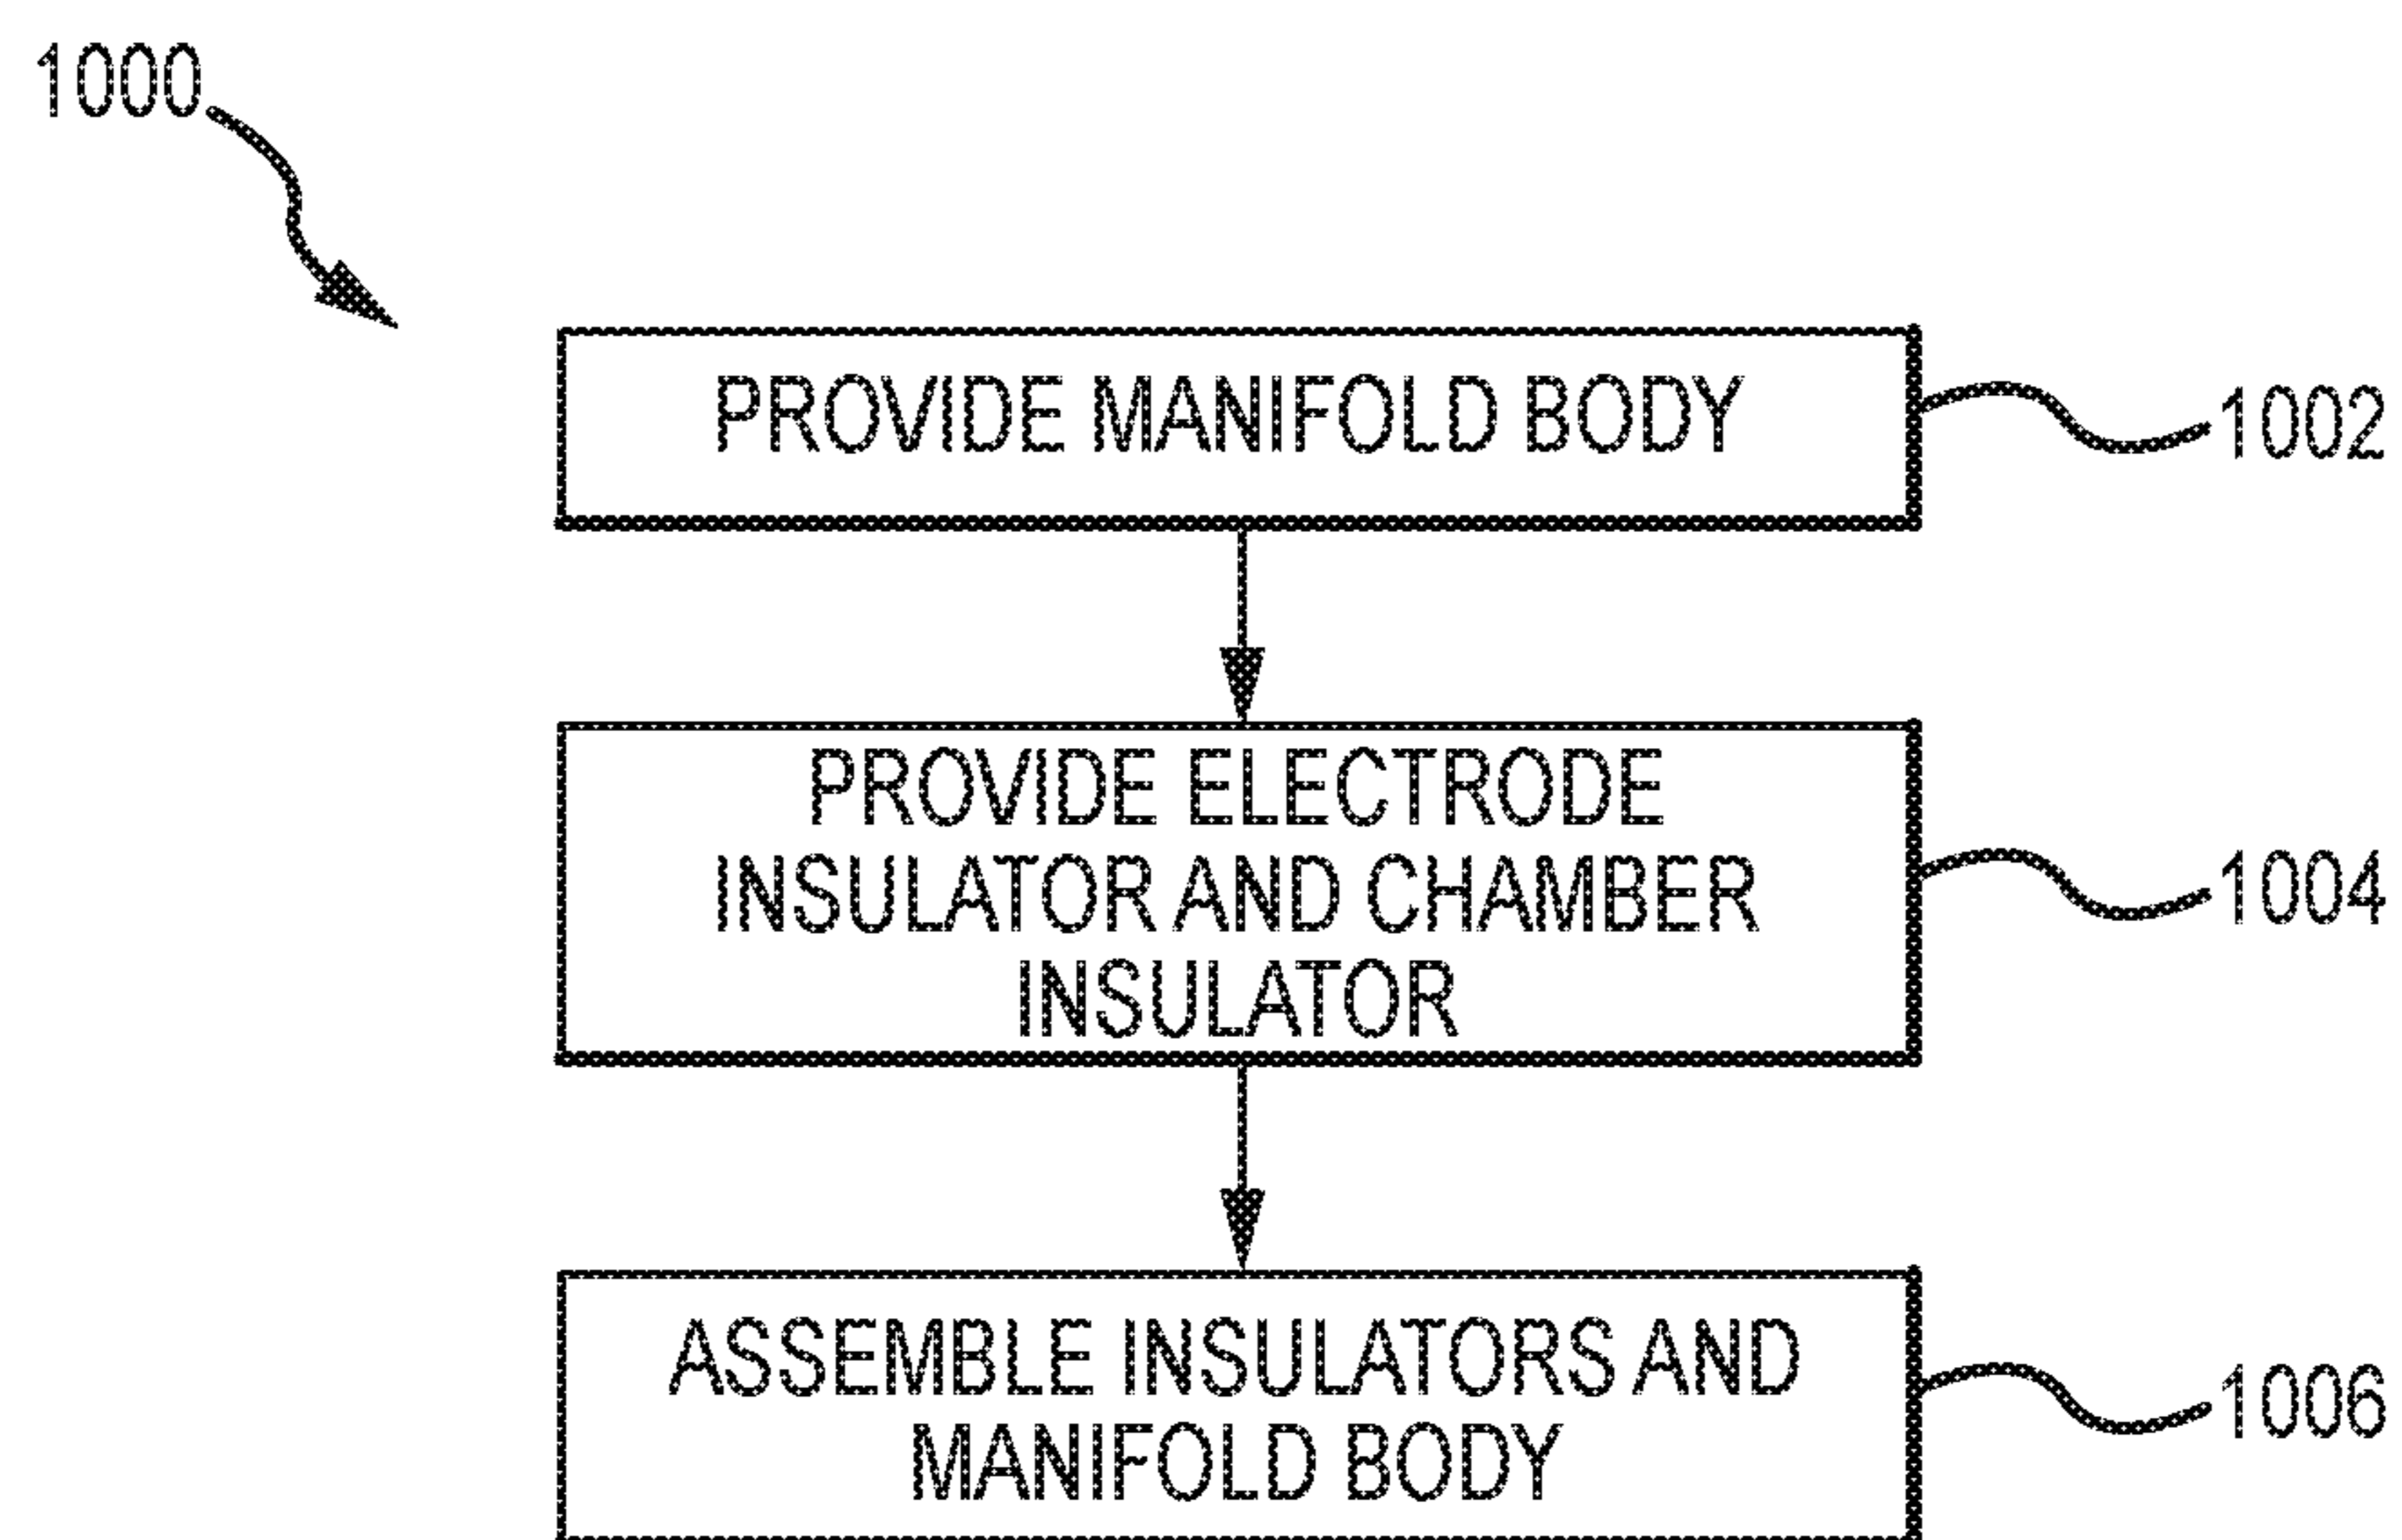 1000
PROVIDE MANIFOLD BODY
1002
PROVIDE ELECTRODE
INSULATOR AND CHAMBER
INSULATOR
1004
ASSEMBLE INSULATORS AND
MANIFOLD BODY
1006